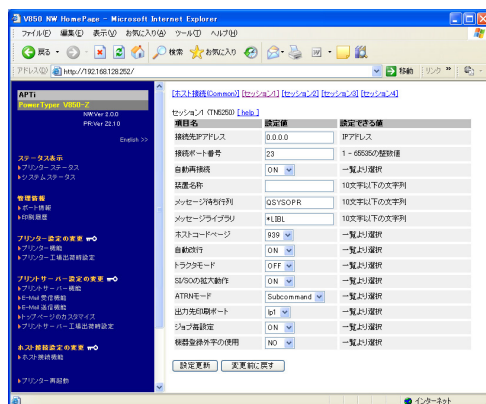 V850 NW HomePage - Microsoft Internet Explorer
ファイル(F) 編集(E) 表示(V) お気に入り(A) ツール(T) ヘルプ(H)
戻る 検索 お気に入り
アドレス(D) http://192.168.128.252/ 移動 リンク »
APTi
PowerTyper V850-Z
NW:Ver 2.0.0
PR:Ver Z2.10
English >>
ステータス表示
プリンター ステータス
システム ステータス
管理情報
ポート情報
印刷履歴
プリンター設定の変更
プリンター機能
プリンター工場出荷時設定
プリントサーバー設定の変更
プリントサーバー機能
E-Mail 受信機能
E-Mail 送信機能
トップページのカスタマイズ
プリントサーバー工場出荷時設定
ホスト接続設定の変更
ホスト接続機能
プリンター再起動
[ホスト接続(Common)] [セッション1] [セッション2] [セッション3] [セッション4]
セッション1 (TN5250) [ help ]
項目名 設定値 設定できる値
接続先IPアドレス 0.0.0.0 IPアドレス
接続ポート番号 23 1 - 65535の整数値
自動再接続 ON 一覧より選択
装置名称 10文字以下の文字列
メッセージ待ち行列 QSYSOPR 10文字以下の文字列
メッセージライブラリ *LIBL 10文字以下の文字列
ホストコードページ 939 一覧より選択
自動改行 ON 一覧より選択
トラクタモード OFF 一覧より選択
SI/SOの拡大動作 ON 一覧より選択
ATRNモード Subcommand 一覧より選択
出力先印刷ポート lp1 一覧より選択
ジョブ毎設定 ON 一覧より選択
機器登録外字の使用 NO 一覧より選択
設定更新 変更前に戻す
インターネット